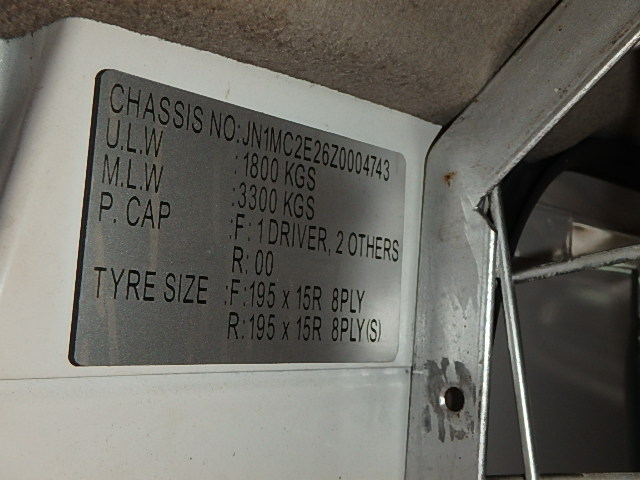 CHASSIS NO:JN1MC2E26Z0004743
U.L.W :1800 KGS
M.L.W :3300 KGS
P. CAP :F: 1 DRIVER, 2 OTHERS
R: 00
TYRE SIZE :F:195 x 15R 8PLY
R:195 x 15R 8PLY(S)